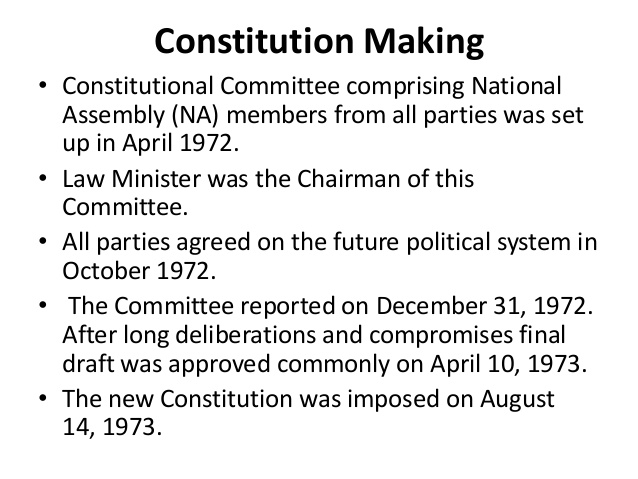 Constitution Making
• Constitutional Committee comprising National
Assembly (NA) members from all parties was set
up in April 1972.
• Law Minister was the Chairman of this
Committee.
• All parties agreed on the future political system in
October 1972.
• The Committee reported on December 31, 1972.
After long deliberations and compromises final
draft was approved commonly on April 10, 1973.
• The new Constitution was imposed on August
14, 1973.